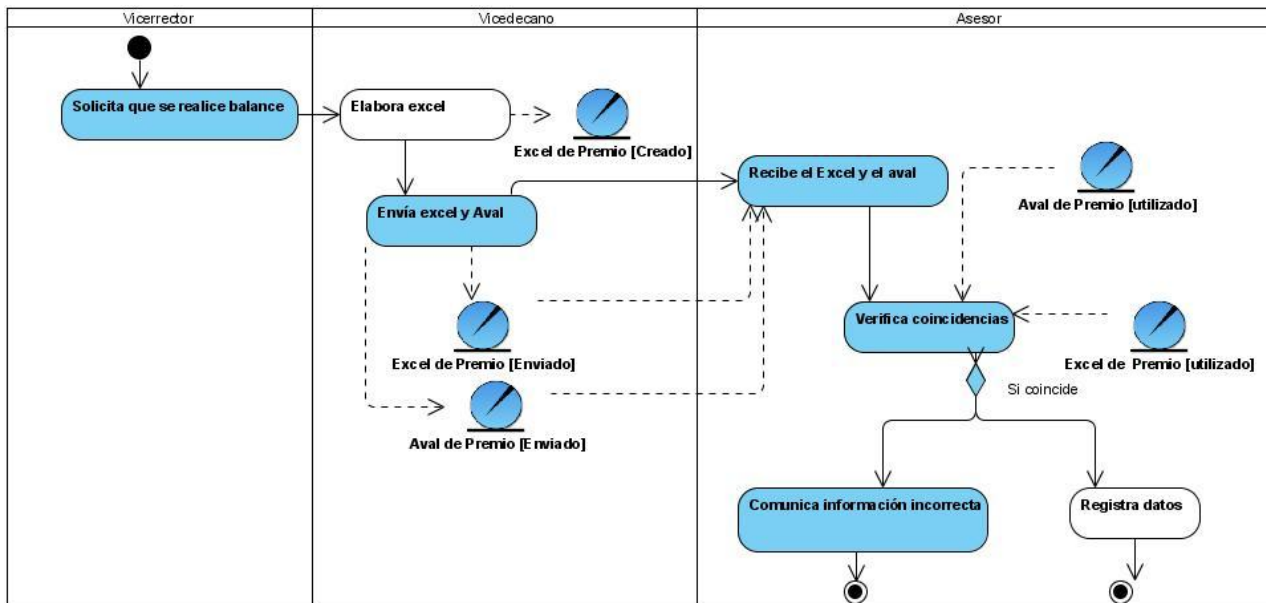 Vicerrector
Vicedecano
Asesor
Solicita que se realice balance
Elabora excel
Excel de Premio [Creado]
Recibe el Excel y el aval
Aval de Premio [utilizado]
Envía excel y Aval
Verifica coincidencias
Excel de Premio [Enviado]
Excel de Premio [utilizado]
Si coincide
Aval de Premio [Enviado]
Comunica información incorrecta
Registra datos